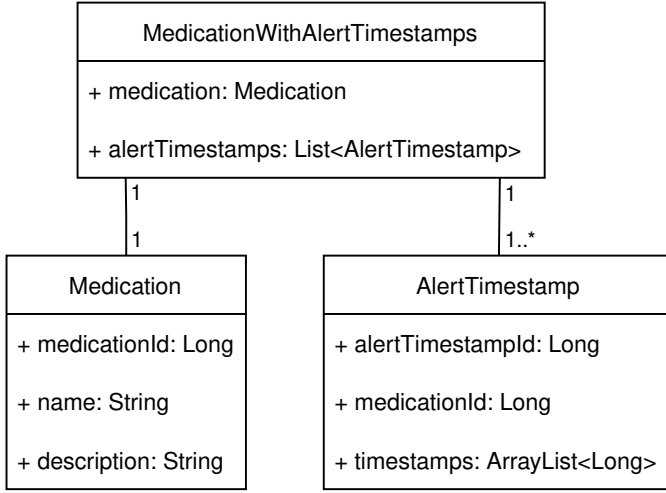 MedicationWithAlertTimestamps
+ medication: Medication
+ alertTimestamps: List<AlertTimestamp>
1
1
1
1..*
Medication
+ medicationId: Long
+ name: String
+ description: String
AlertTimestamp
+ alertTimestampId: Long
+ medicationId: Long
+ timestamps: ArrayList<Long>